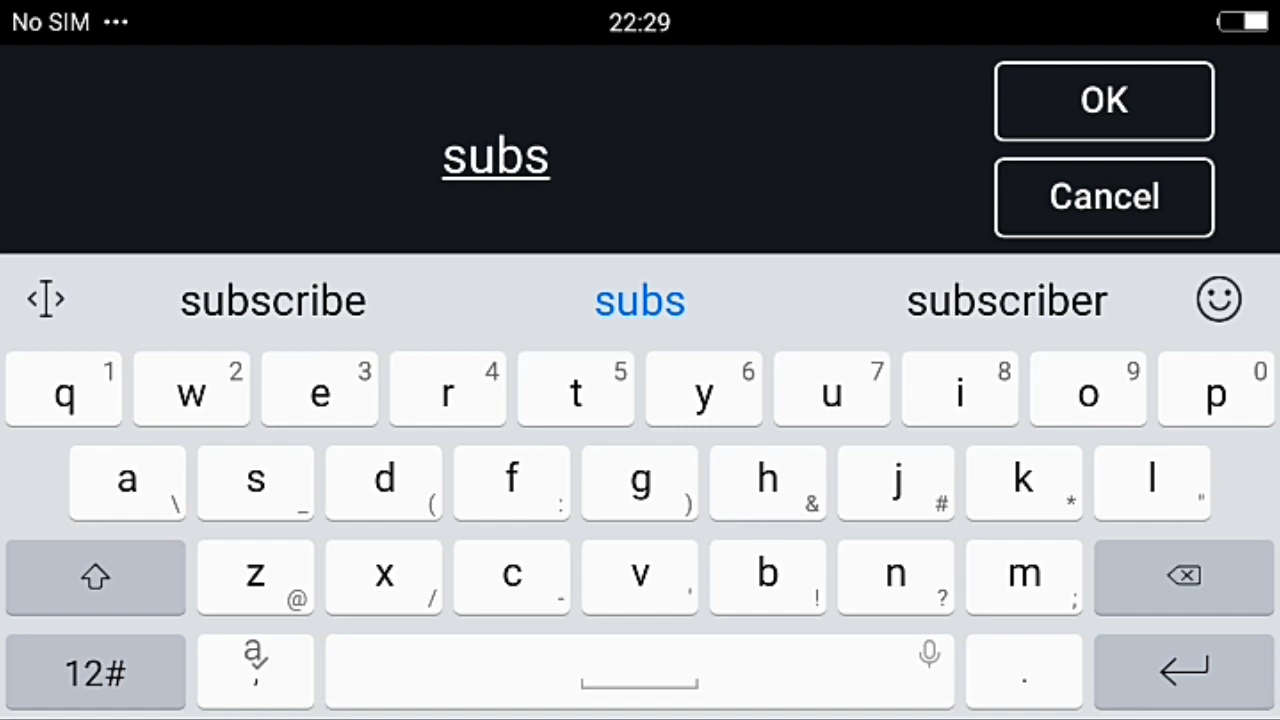 No SIM ••• 22:29
subs
OK
Cancel
subscribe subs subscriber
q 1 w 2 e 3 r 4 t 5 y 6 u 7 i 8 o 9 p 0
a \ s _ d ( f : g ) h & j # k * l "
z @ x / c - v ' b ! n ? m ;
12# a , .